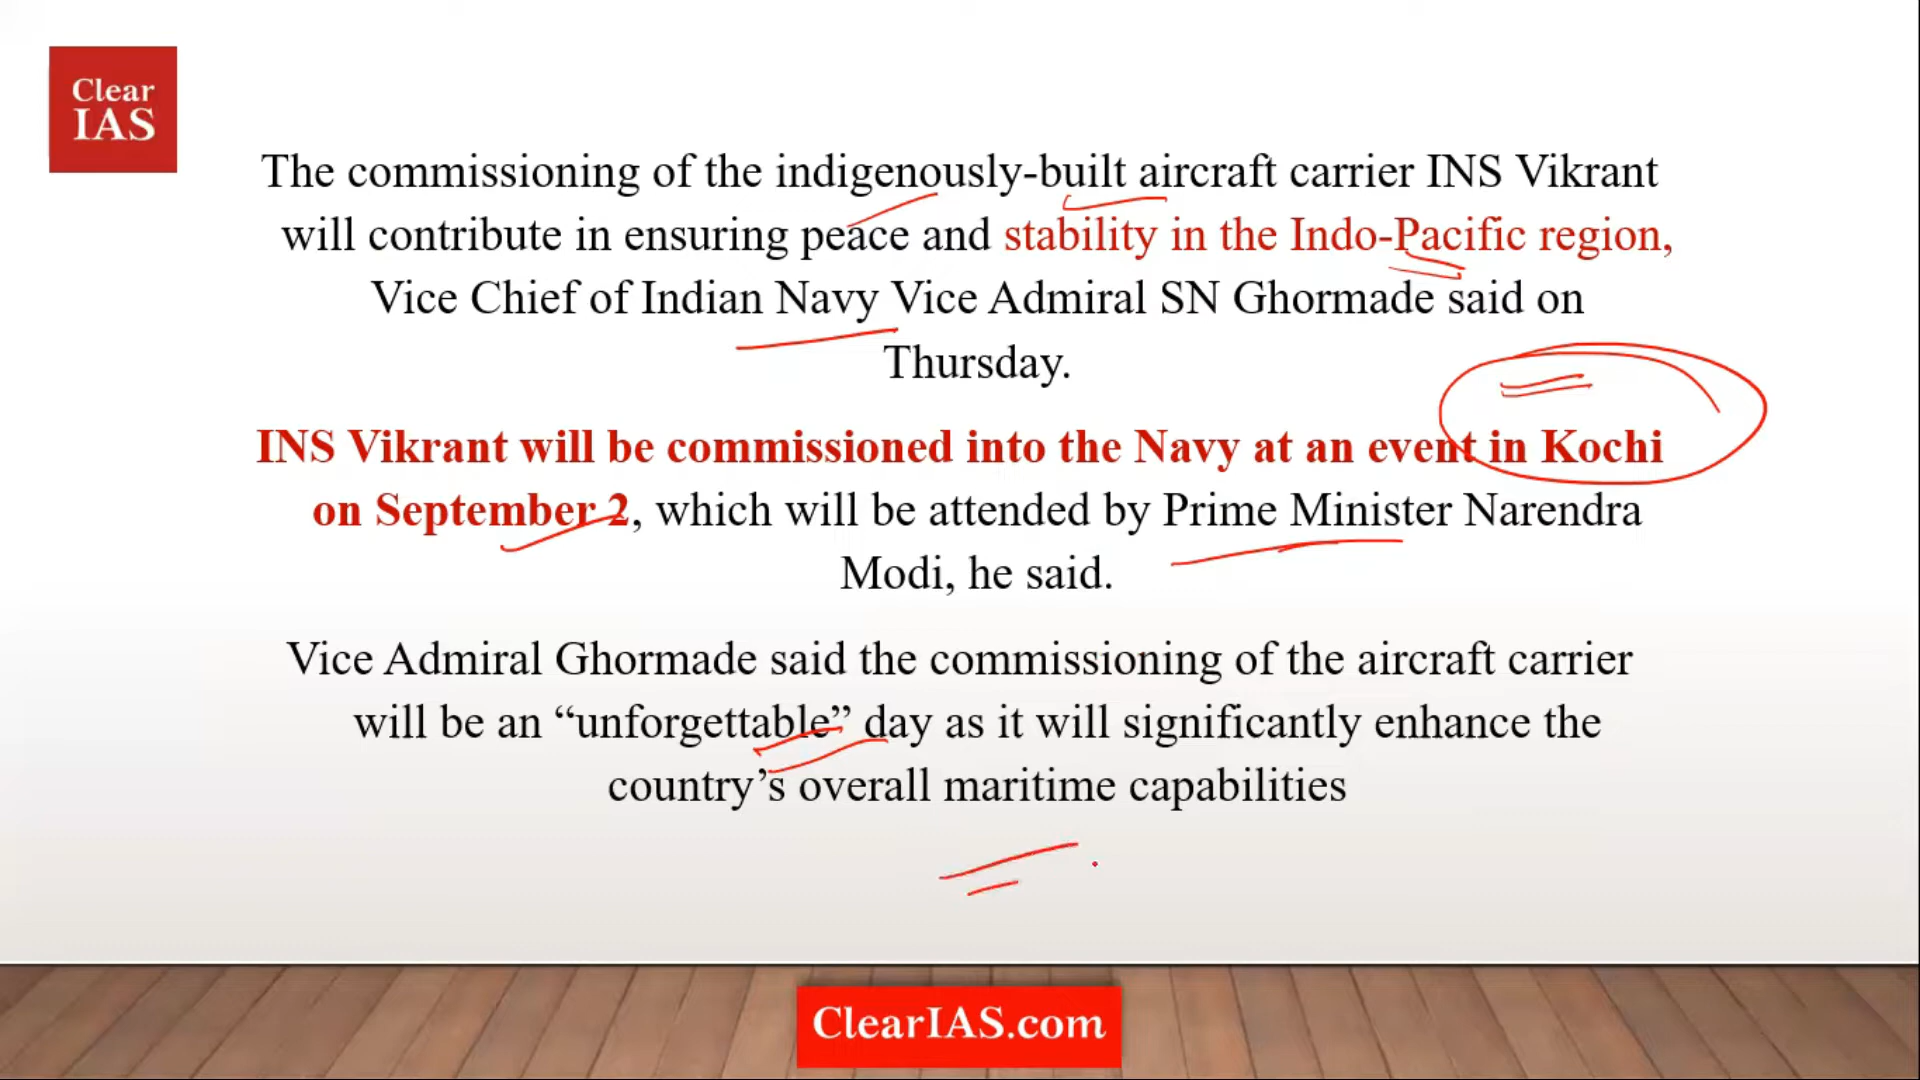 Clear
IAS
The commissioning of the indigenously-built aircraft carrier INS Vikrant
will contribute in ensuring peace and stability in the Indo-Pacific region,
Vice Chief of Indian Navy Vice Admiral SN Ghormade said on
Thursday.
INS Vikrant will be commissioned into the Navy at an event in Kochi
on September 2, which will be attended by Prime Minister Narendra
Modi, he said.
Vice Admiral Ghormade said the commissioning of the aircraft carrier
will be an “unforgettable” day as it will significantly enhance the
country’s overall maritime capabilities
ClearIAS.com